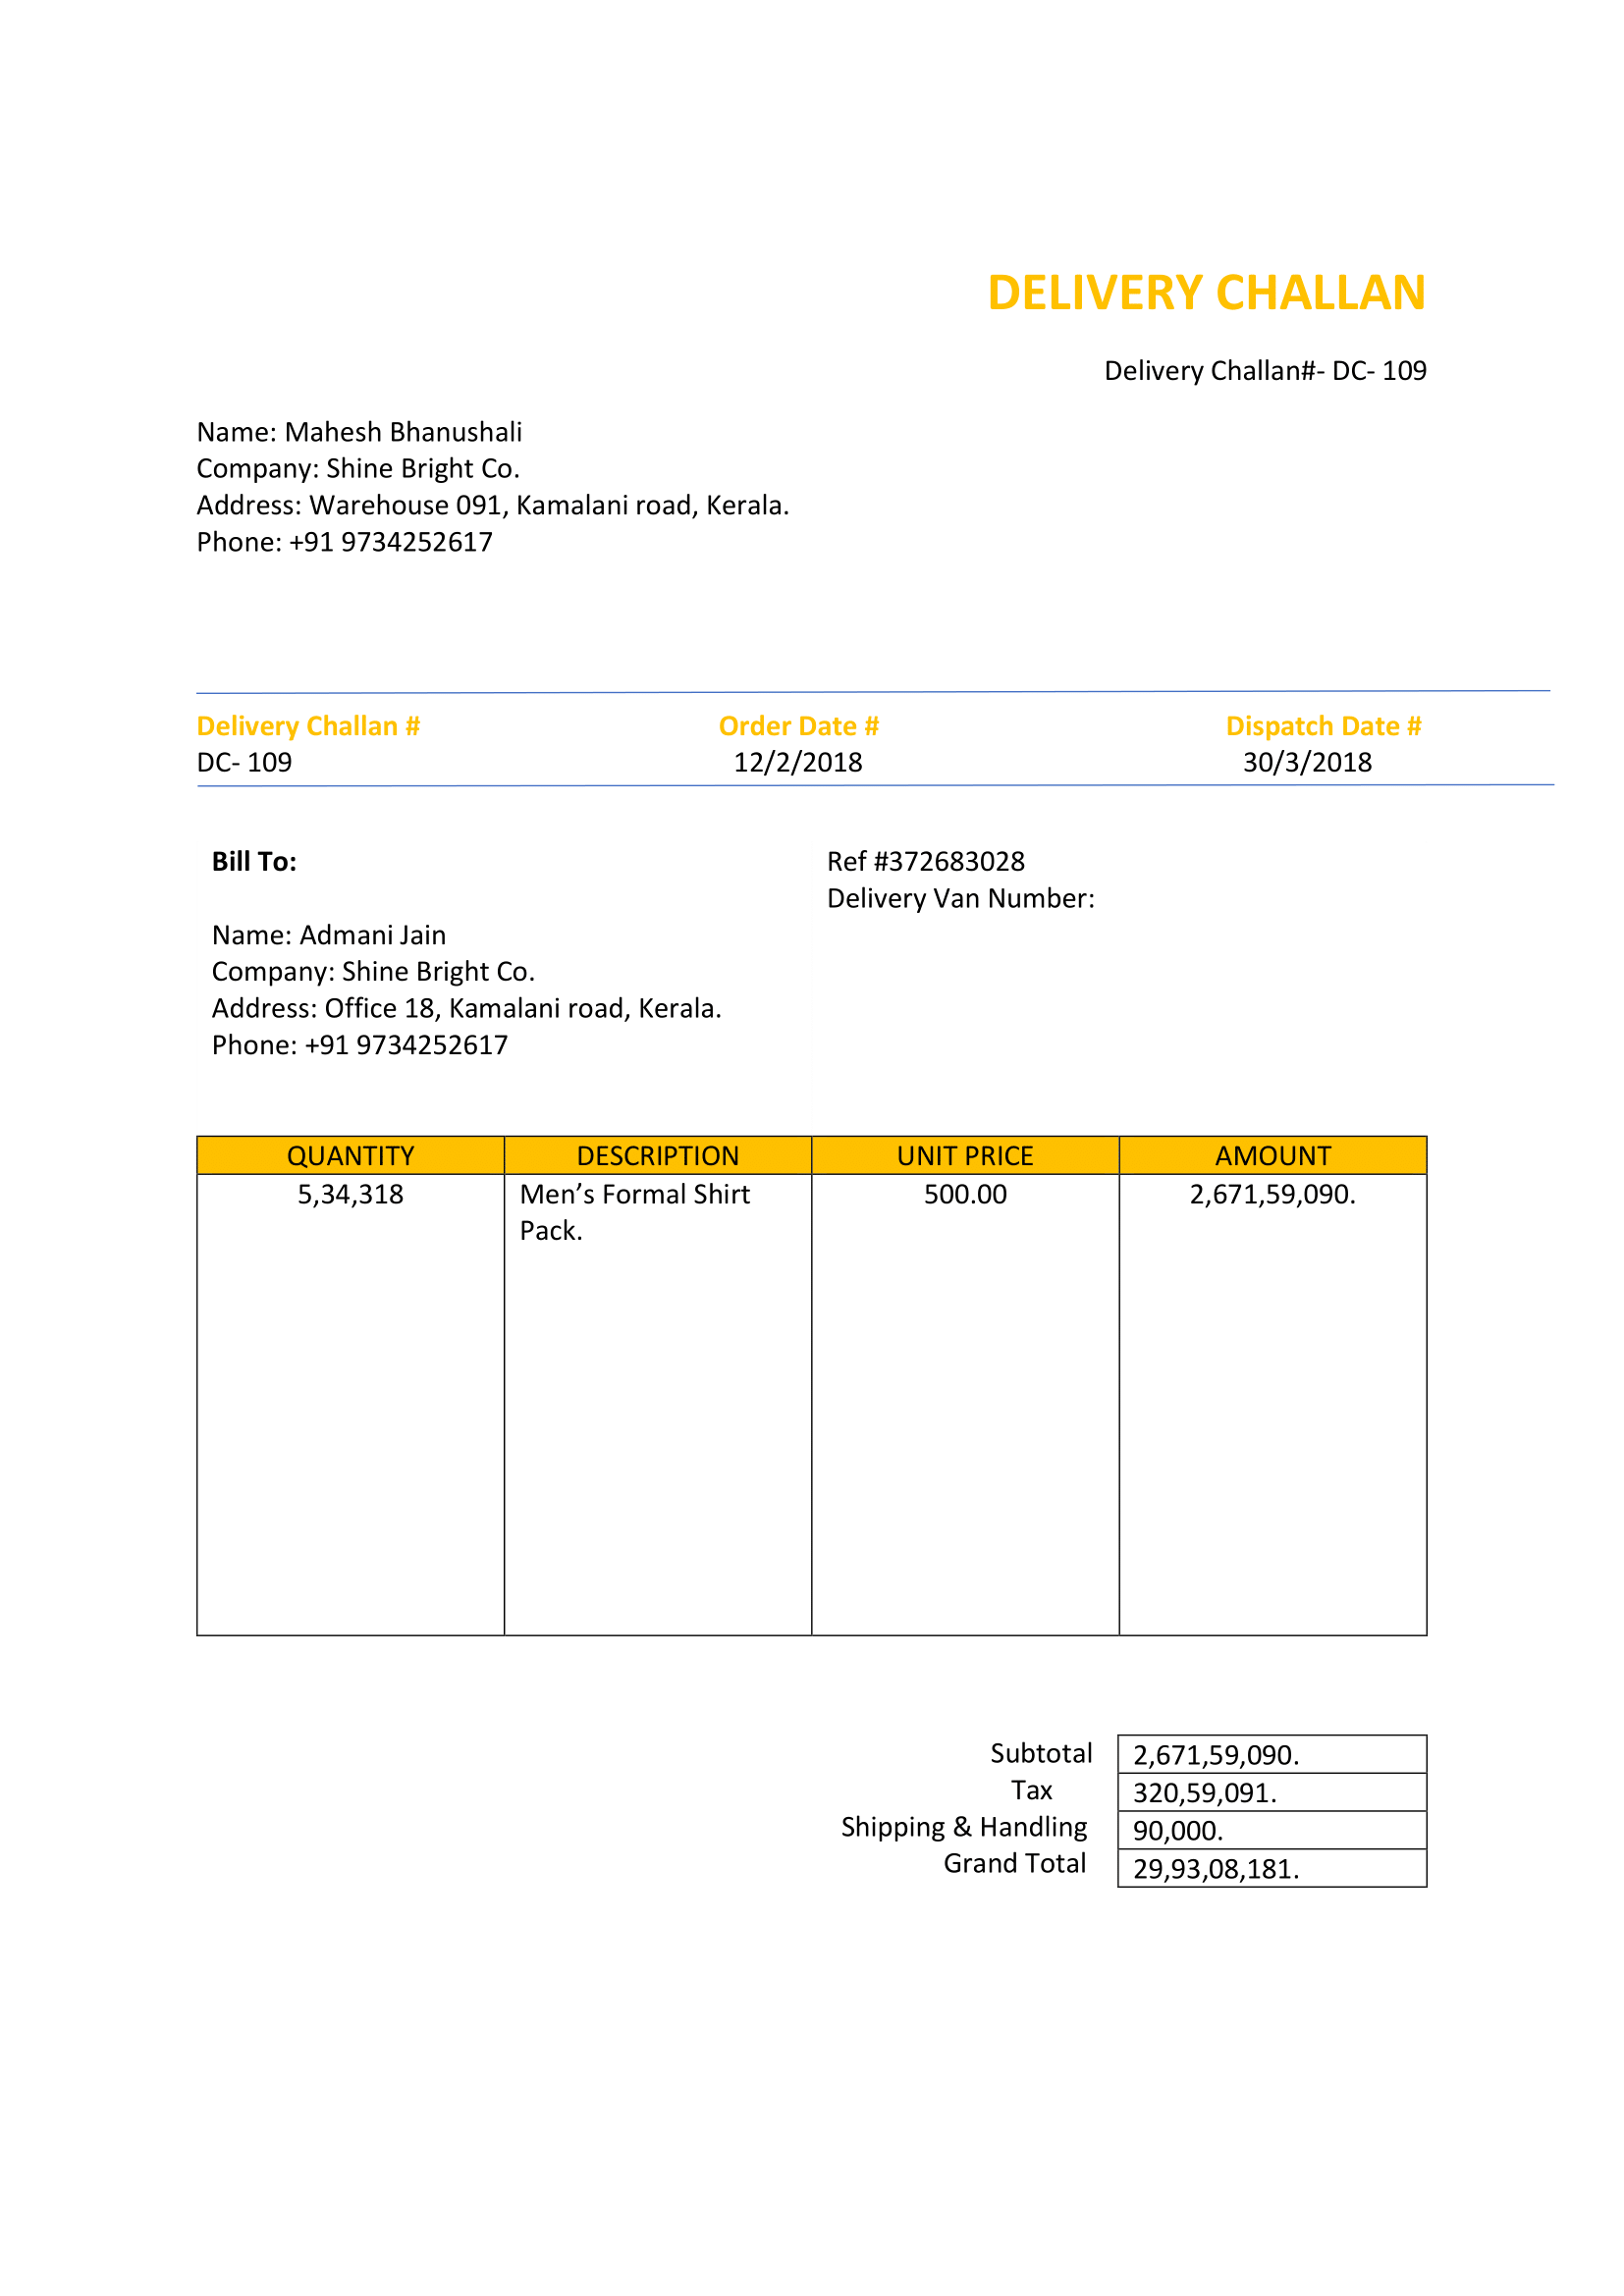 DELIVERY CHALLAN
Delivery Challan#- DC- 109
Name: Mahesh Bhanushali
Company: Shine Bright Co.
Address: Warehouse 091, Kamalani road, Kerala.
Phone: +91 9734252617
Delivery Challan # Order Date # Dispatch Date #
DC- 109 12/2/2018 30/3/2018
Bill To:
Name: Admani Jain
Company: Shine Bright Co.
Address: Office 18, Kamalani road, Kerala.
Phone: +91 9734252617
Ref #372683028
Delivery Van Number:
QUANTITY DESCRIPTION UNIT PRICE AMOUNT
5,34,318 Men’s Formal Shirt 500.00 2,671,59,090.
Pack.
Subtotal 2,671,59,090.
Tax 320,59,091.
Shipping & Handling 90,000.
Grand Total 29,93,08,181.